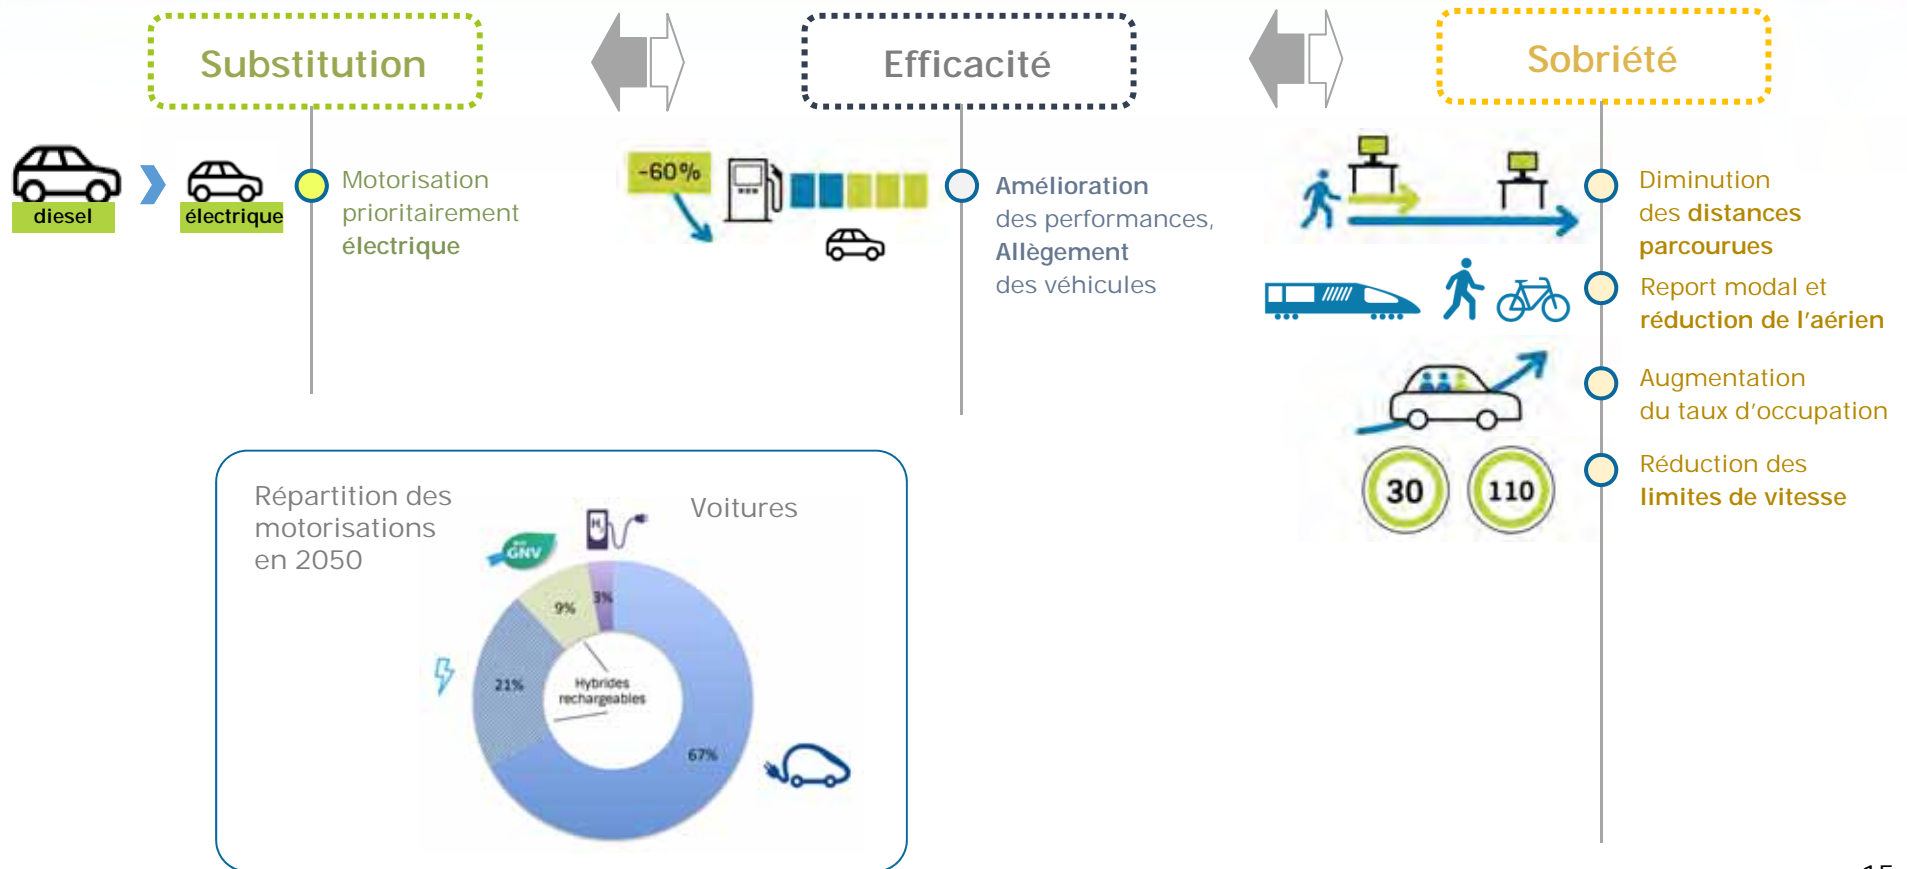 Substitution
Efficacité
Sobriété
diesel
électrique
Motorisation
prioritairement
électrique
-60%
Amélioration
des performances,
Allègement
des véhicules
Diminution
des distances
parcourues
Report modal et
réduction de l'aérien
Augmentation
du taux d'occupation
30
110
Réduction des
limites de vitesse
Répartition des
motorisations
en 2050
Voitures
GNV
H2
9%
3%
21%
Hybrides
rechargeables
67%